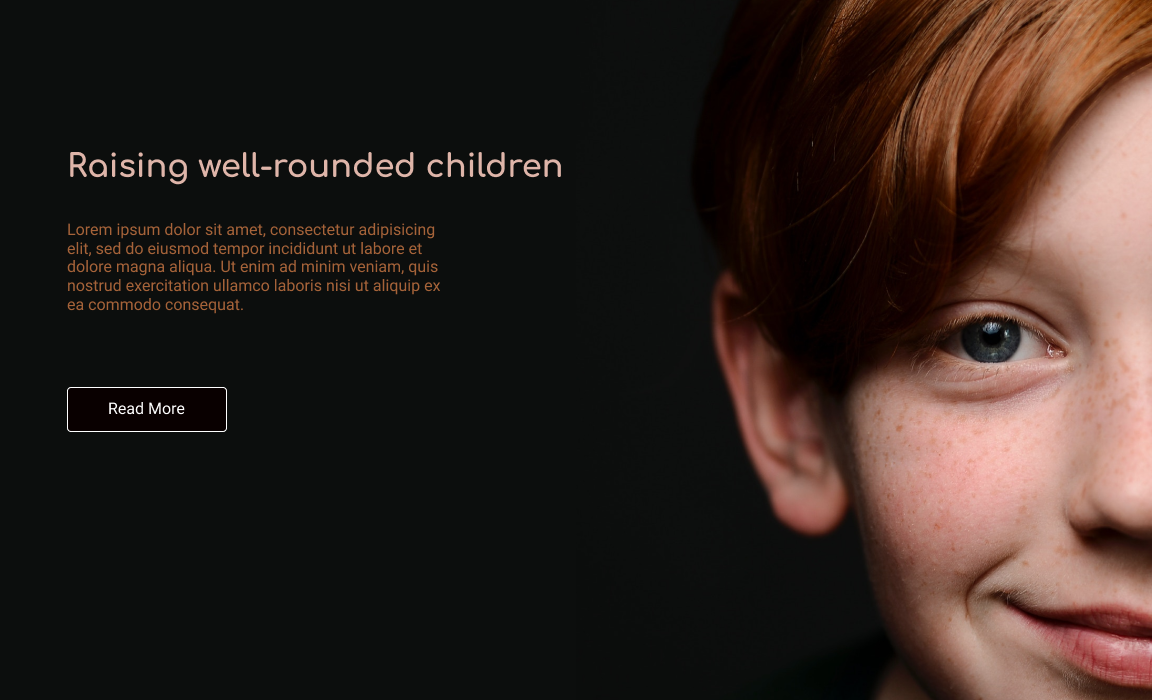 Raising well-rounded children
Lorem ipsum dolor sit amet, consectetur adipisicing
elit, sed do eiusmod tempor incididunt ut labore et
dolore magna aliqua. Ut enim ad minim veniam, quis
nostrud exercitation ullamco laboris nisi ut aliquip ex
ea commodo consequat.
Read More